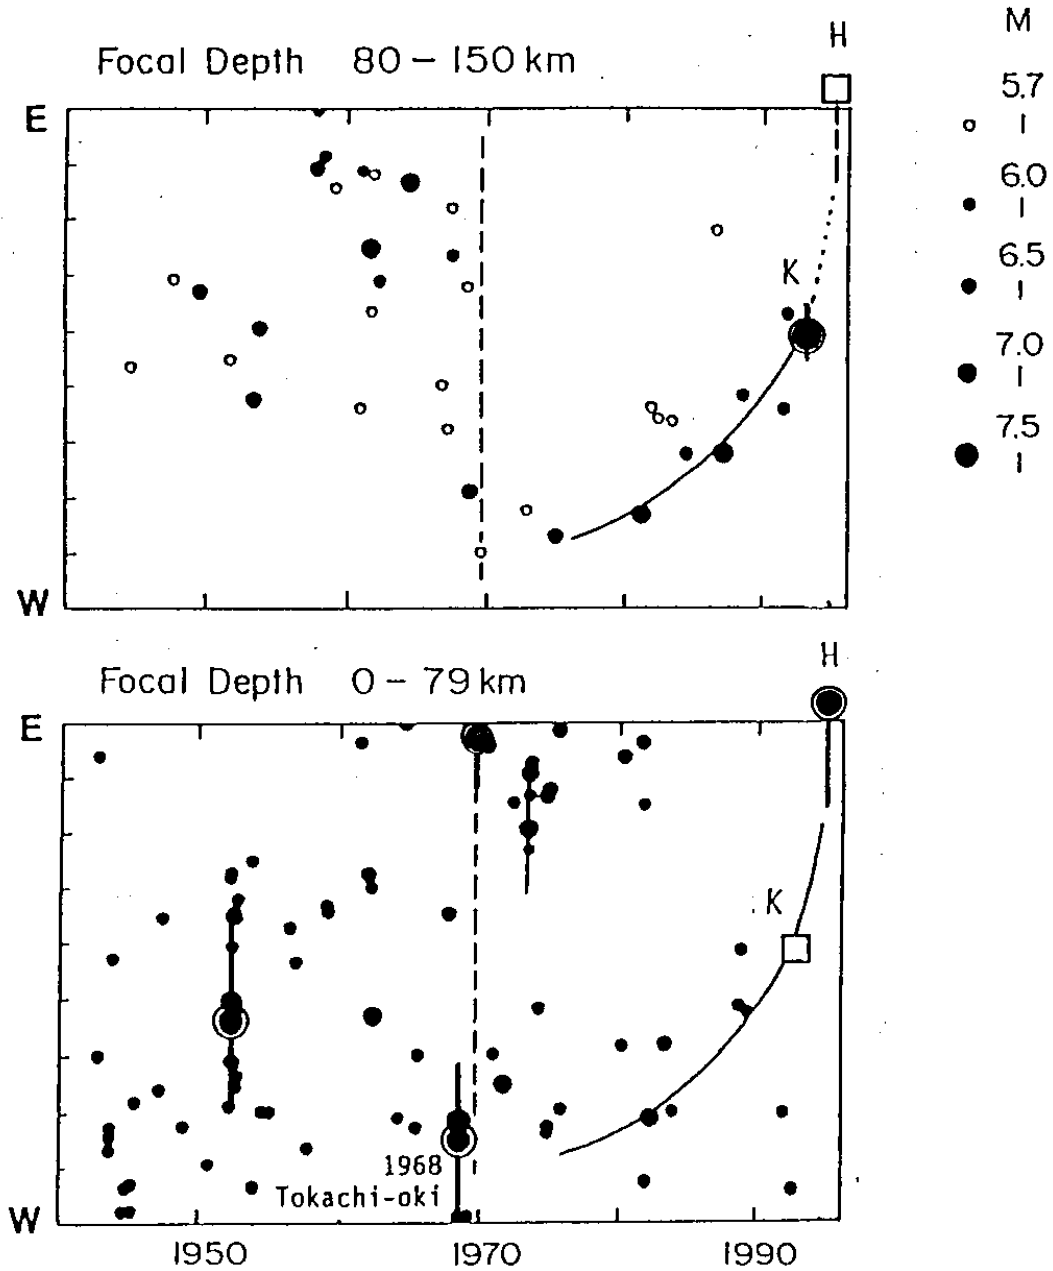 H
M
Focal Depth 80 – 150 km
E
5.7
6.0
6.5
K
7.0
7.5
W
H
Focal Depth 0 – 79 km
E
K
1968
Tokachi-oki
W
1950 1970 1990